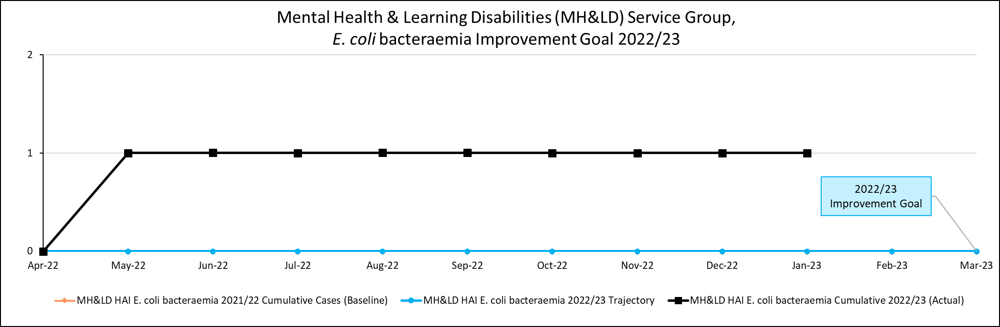 Mental Health & Learning Disabilities (MH&LD) Service Group,
E. coli bacteraemia Improvement Goal 2022/23
2
1
0
2022/23
Improvement Goal
Apr-22 May-22 Jun-22 Jul-22 Aug-22 Sep-22 Oct-22 Nov-22 Dec-22 Jan-23 Feb-23 Mar-23
MH&LD HAI E. coli bacteraemia 2021/22 Cumulative Cases (Baseline) MH&LD HAI E. coli bacteraemia 2022/23 Trajectory MH&LD HAI E. coli bacteraemia Cumulative 2022/23 (Actual)